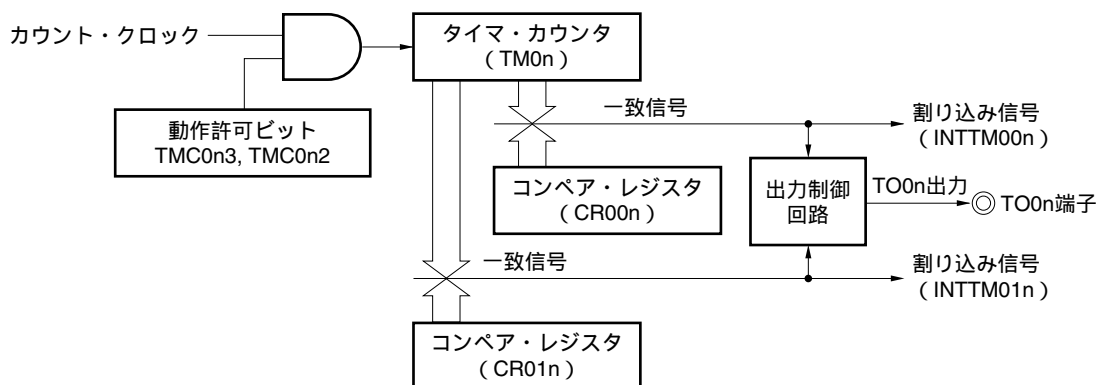 カウント・クロック
タイマ・カウンタ
(TM0n)
動作許可ビット
TMC0n3, TMC0n2
一致信号
割り込み信号
(INTTM00n)
コンペア・レジスタ
(CR00n)
出力制御
回路
TO0n出力
TO0n端子
一致信号
割り込み信号
(INTTM01n)
コンペア・レジスタ
(CR01n)